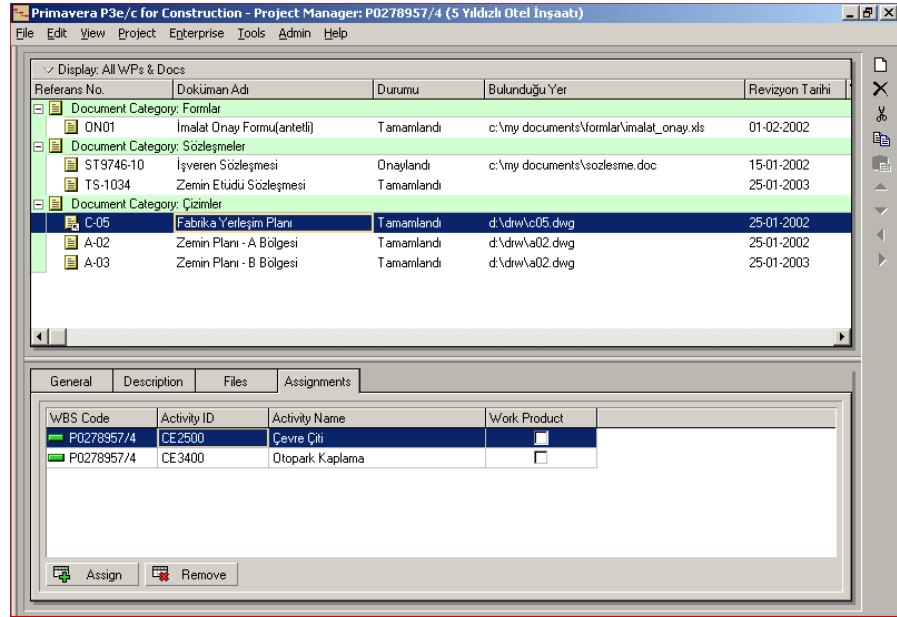 Primavera P3e/c for Construction - Project Manager: P0278957/4 (5 Yıldızlı Otel İnşaatı)
File Edit View Project Enterprise Tools Admin Help
Display: All WPs & Docs
Referans No. Doküman Adı Durumu Bulunduğu Yer Revizyon Tarihi
Document Category: Formlar
ON01 İmalat Onay Formu(antetli) Tamamlandı c:\my documents\formlar\imalat_onay.xls 01-02-2002
Document Category: Sözleşmeler
ST9746-10 İşveren Sözleşmesi Onaylandı c:\my documents\sozlesme.doc 15-01-2002
TS-1034 Zemin Etüdü Sözleşmesi Tamamlandı 25-01-2003
Document Category: Çizimler
C-05 Fabrika Yerleşim Planı Tamamlandı d:\drw\c05.dwg 25-01-2002
A-02 Zemin Planı - A Bölgesi Tamamlandı d:\drw\a02.dwg 25-01-2002
A-03 Zemin Planı - B Bölgesi Tamamlandı d:\drw\a02.dwg 25-01-2003
General Description Files Assignments
WBS Code Activity ID Activity Name Work Product
P0278957/4 CE2500 Çevre Çiti
P0278957/4 CE3400 Otopark Kaplama
Assign Remove